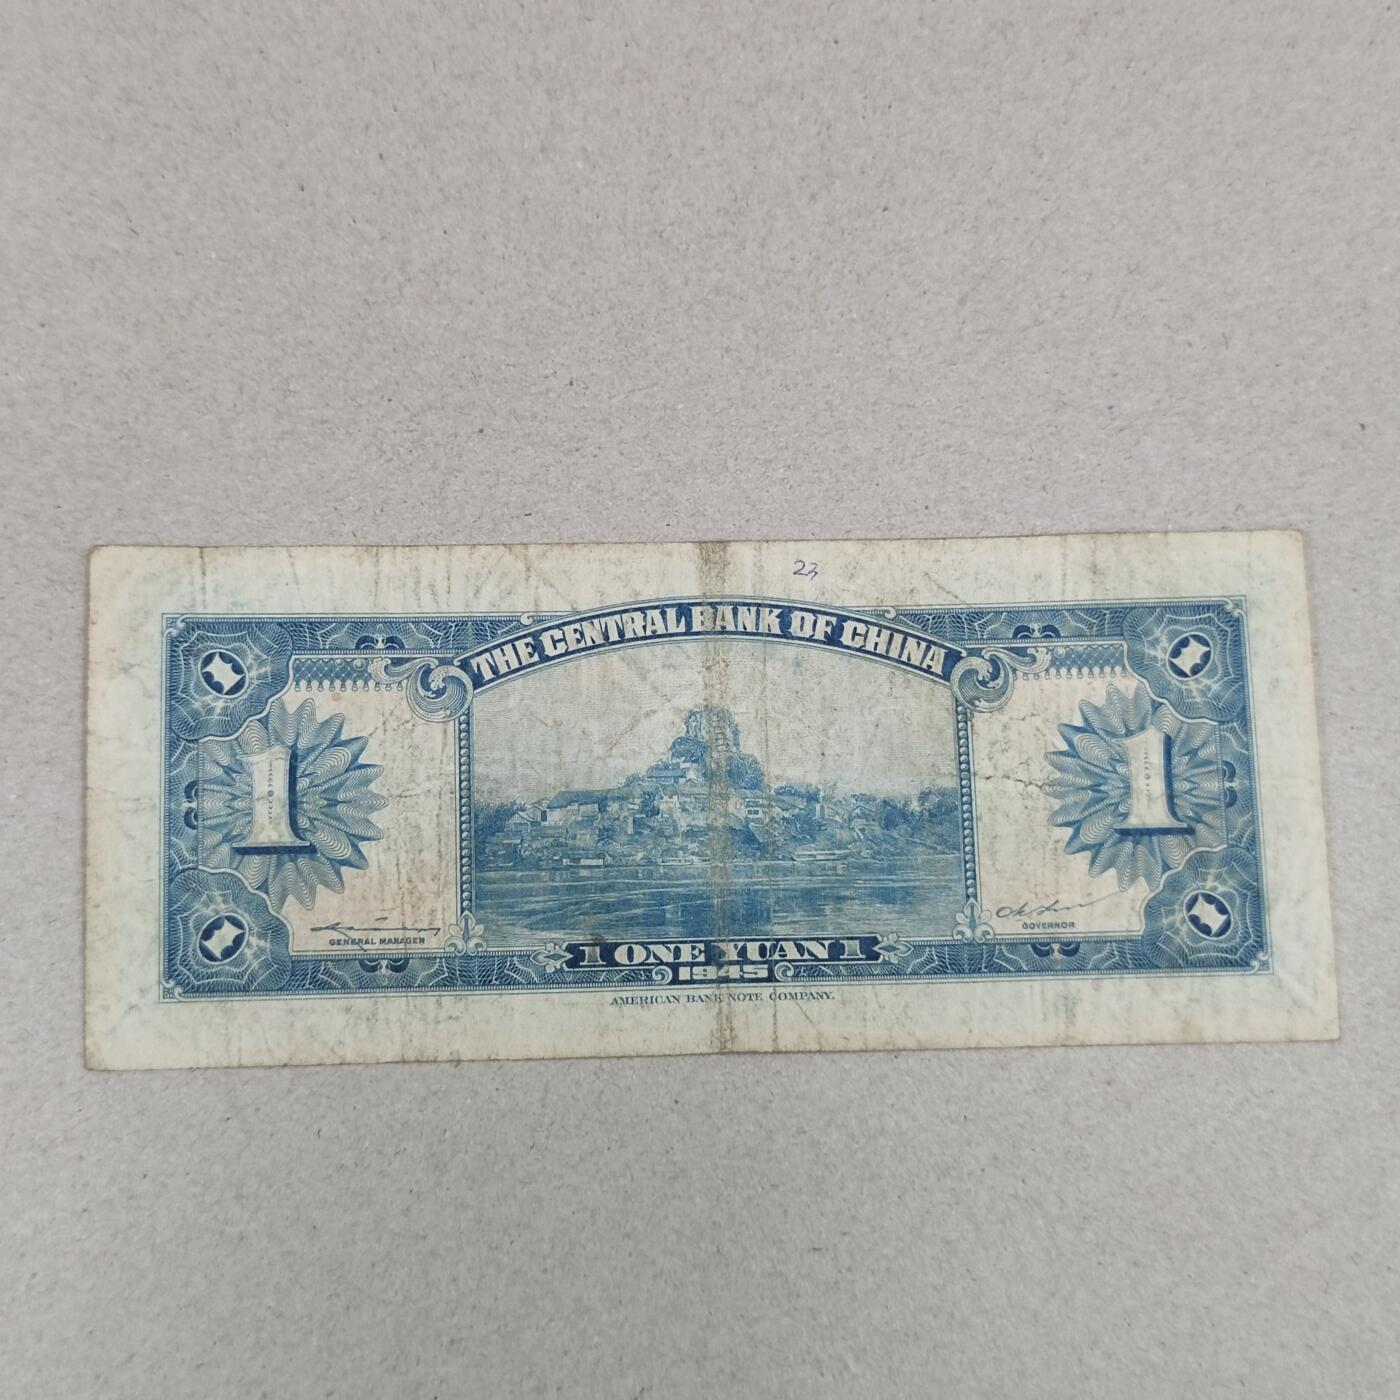 23
THE CENTRAL BANK OF CHINA
1
1
GENERAL MANAGER
GOVERNOR
1 ONE YUAN 1
1945
AMERICAN BANK NOTE COMPANY.